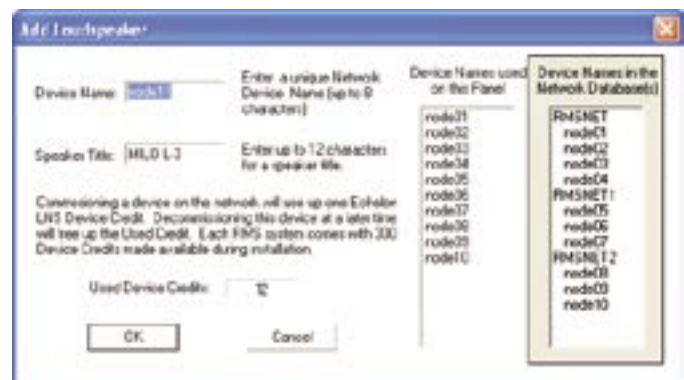 Add Loudspeaker
Device Name: node11
Enter a unique Network
Device Name (up to 8
characters)
Speaker Title: MILO L-3
Enter up to 12 characters
for a speaker title.
Commissioning a device on the network will use up one Echelon
LNS Device Credit. Decommissioning this device at a later time
will free up the Used Credit. Each RMS system comes with 300
Device Credits made available during installation.
Used Device Credits: 12
OK
Cancel
Device Names used
on this Panel
node01
node02
node03
node04
node05
node06
node07
node08
node09
node10
Device Names in the
Network Database(s)
RMSNET
node01
node02
node03
node04
RMSNET1
node05
node06
node07
RMSNET2
node08
node09
node10